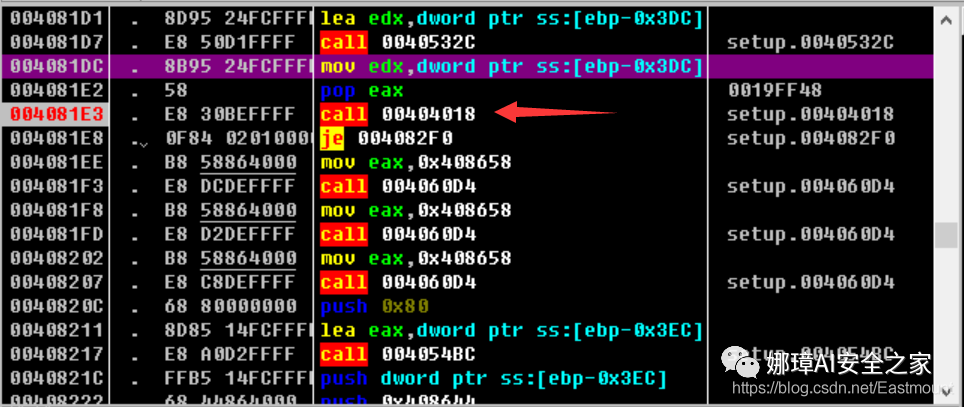 004081D1 . 8D95 24FCFFFF lea edx,dword ptr ss:[ebp-0x3DC]
004081D7 . E8 50D1FFFF call 0040532C setup.0040532C
004081DC . 8B95 24FCFFFF mov edx,dword ptr ss:[ebp-0x3DC]
004081E2 . 58 pop eax 0019FF48
004081E3 . E8 30BEFFFF call 00404018 setup.00404018
004081E8 . 0F84 02010000 je 004082F0 setup.004082F0
004081EE . B8 58864000 mov eax,0x408658
004081F3 . E8 DCDEFFFF call 004060D4 setup.004060D4
004081F8 . B8 58864000 mov eax,0x408658
004081FD . E8 D2DEFFFF call 004060D4 setup.004060D4
00408202 . B8 58864000 mov eax,0x408658
00408207 . E8 C8DEFFFF call 004060D4 setup.004060D4
0040820C . 68 80000000 push 0x80
00408211 . 8D85 14FCFFFF lea eax,dword ptr ss:[ebp-0x3EC]
00408217 . E8 A0D2FFFF call 004054BC setup.004054BC
0040821C . FFB5 14FCFFFF push dword ptr ss:[ebp-0x3EC]
00408222 . 68 44864000 push 0x408644
娜璋AI安全之家
https://blog.csdn.net/Eastmount